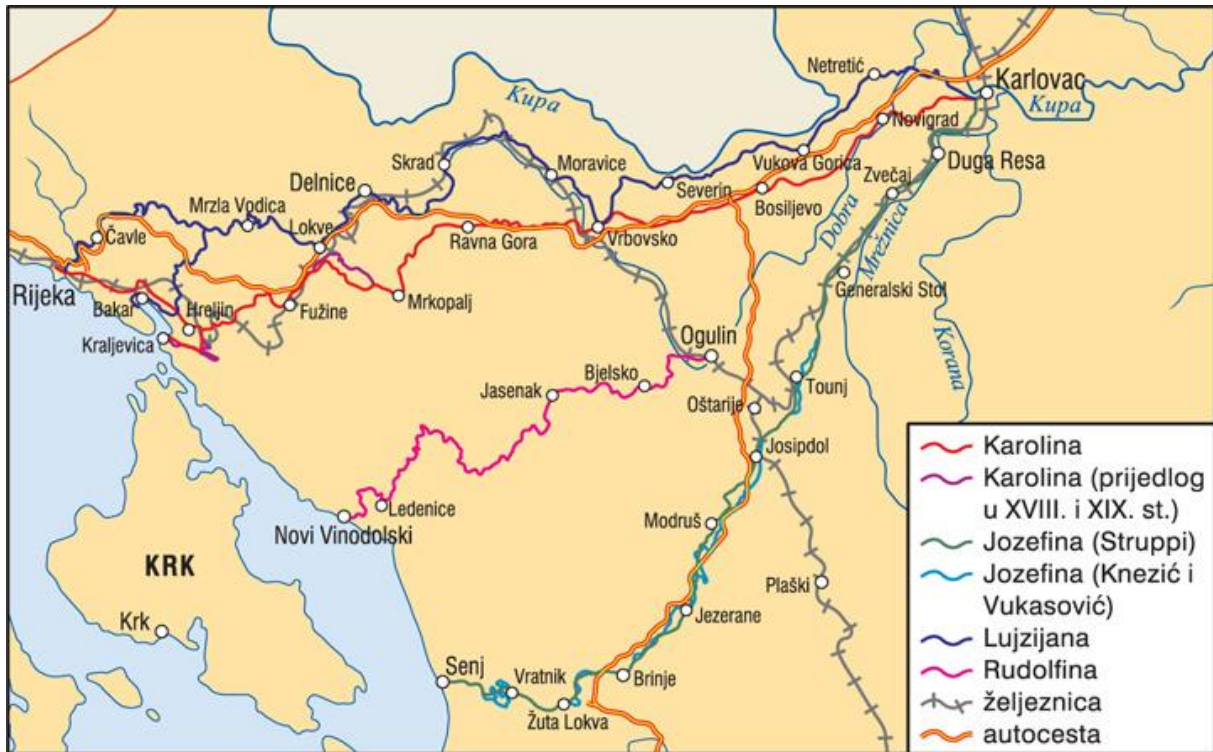 Netretić
Karlovac
Kupa
Kupa
Novigrad
Skrad
Moravice
Vukova Gorica
Duga Resa
Delnice
Severin
Zvečaj
Bosiljevo
Mrzla Vodica
Lokve
Dobra
Čavle
Ravna Gora
Vrbovsko
Mrežnica
Rijeka
Generalski Stol
Bakar
Hreljin
Fužine
Mrkopalj
Kraljevica
Korana
Ogulin
Bjelsko
Jasenak
Tounj
Oštarije
Josipdol
Ledenice
Novi Vinodolski
Modruš
KRK
Plaški
Jezerane
Krk
Senj
Vratnik
Brinje
Žuta Lokva
Karolina
Karolina (prijedlog
u XVIII. i XIX. st.)
Jozefina (Struppi)
Jozefina (Knezić i
Vukasović)
Lujzijana
Rudolfina
željeznica
autocesta